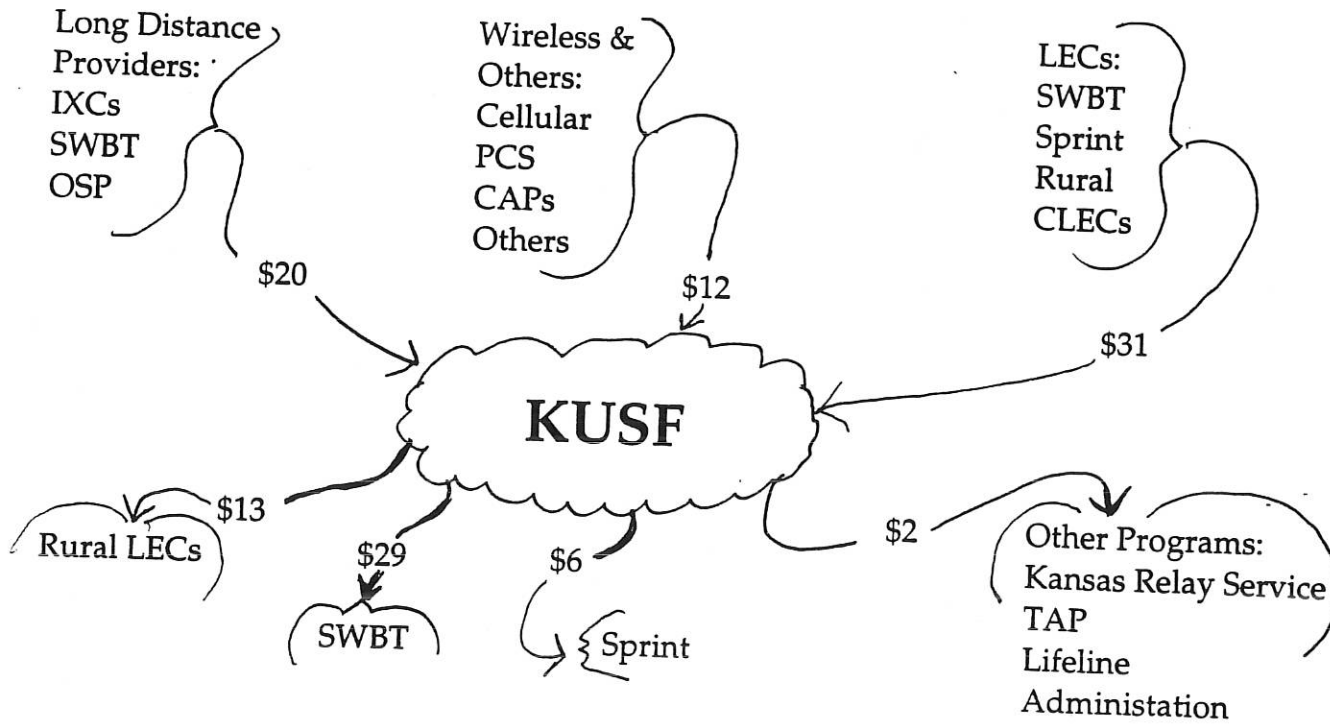 Long Distance
Providers:
IXCs
SWBT
OSP
Wireless &
Others:
Cellular
PCS
CAPs
Others
LECs:
SWBT
Sprint
Rural
CLECs
$20
$12
$31
KUSF
$13
$29
$6
$2
Rural LECs
SWBT
Sprint
Other Programs:
Kansas Relay Service
TAP
Lifeline
Administation